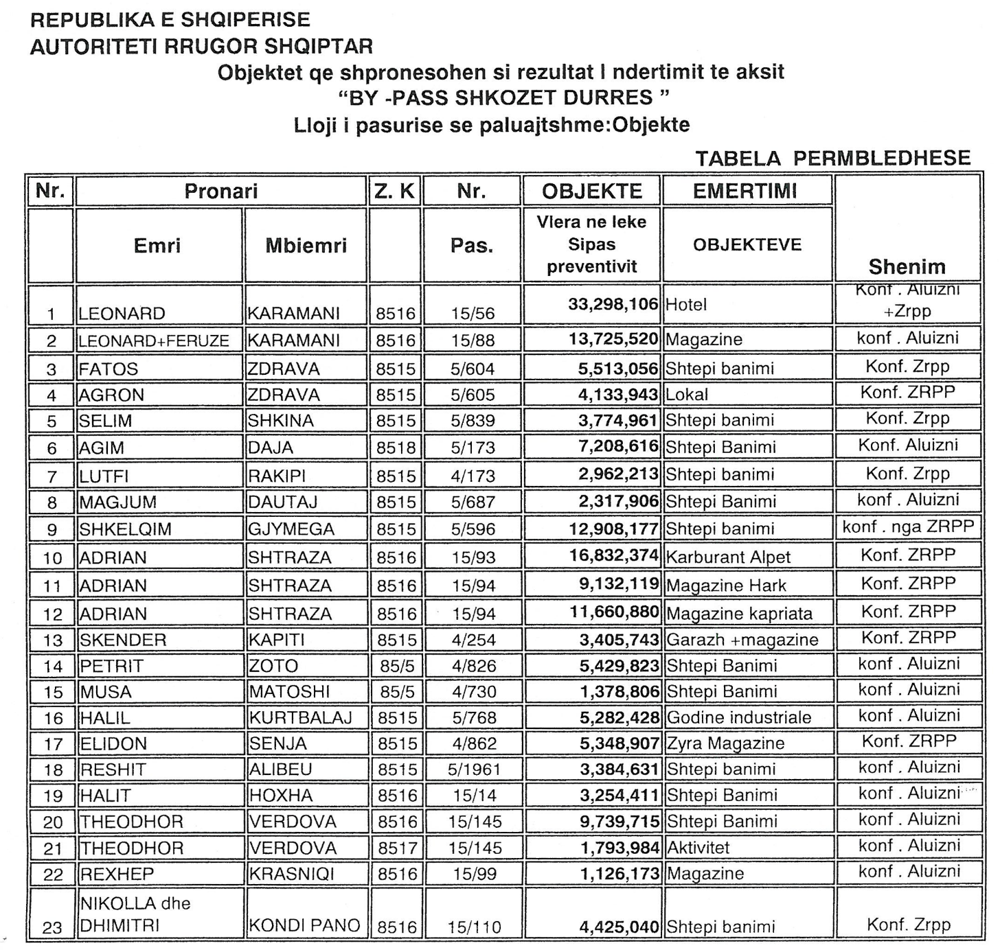 REPUBLIKA E SHQIPERISE
AUTORITETI RRUGOR SHQIPTAR
Objektet qe shpronesohen si rezultat I ndertimit te aksit
“BY -PASS SHKOZET DURRES ”
Lloji i pasurise se paluajtshme:Objekte
TABELA PERMBLEDHESE
Nr. Pronari Z. K Nr. OBJEKTE EMERTIMI
Emri Mbiemri Pas. Vlera ne leke Sipas preventivit OBJEKTEVE Shenim
1 LEONARD KARAMANI 8516 15/56 33,298,106 Hotel Konf . Aluizni +Zrpp
2 LEONARD+FERUZE KARAMANI 8516 15/88 13,725,520 Magazine konf . Aluizni
3 FATOS ZDRAVA 8515 5/604 5,513,056 Shtepi banimi Konf. Zrpp
4 AGRON ZDRAVA 8515 5/605 4,133,943 Lokal Konf. ZRPP
5 SELIM SHKINA 8515 5/839 3,774,961 Shtepi banimi Konf. Zrpp
6 AGIM DAJA 8518 5/173 7,208,616 Shtepi Banimi Konf. Aluizni
7 LUTFI RAKIPI 8515 4/173 2,962,213 Shtepi banimi Konf. Zrpp
8 MAGJUM DAUTAJ 8515 5/687 2,317,906 Shtepi Banimi konf . Aluizni
9 SHKELQIM GJYMEGA 8515 5/596 12,908,177 Shtepi banimi konf . nga ZRPP
10 ADRIAN SHTRAZA 8516 15/93 16,832,374 Karburant Alpet Konf. ZRPP
11 ADRIAN SHTRAZA 8516 15/94 9,132,119 Magazine Hark Konf. ZRPP
12 ADRIAN SHTRAZA 8516 15/94 11,660,880 Magazine kapriata Konf. ZRPP
13 SKENDER KAPITI 8515 4/254 3,405,743 Garazh +magazine Konf. ZRPP
14 PETRIT ZOTO 85/5 4/826 5,429,823 Shtepi Banimi konf . Aluizni
15 MUSA MATOSHI 85/5 4/730 1,378,806 Shtepi Banimi konf . Aluizni
16 HALIL KURTBALAJ 8515 5/768 5,282,428 Godine industriale konf . Aluizni
17 ELIDON SENJA 8515 4/862 5,348,907 Zyra Magazine Konf. ZRPP
18 RESHIT ALIBEU 8515 5/1961 3,384,631 Shtepi banimi konf . Aluizni
19 HALIT HOXHA 8516 15/14 3,254,411 Shtepi Banimi konf . Aluizni
20 THEODHOR VERDOVA 8516 15/145 9,739,715 Shtepi Banimi konf . Aluizni
21 THEODHOR VERDOVA 8517 15/145 1,793,984 Aktivitet konf . Aluizni
22 REXHEP KRASNIQI 8516 15/99 1,126,173 Magazine konf . Aluizni
23 NIKOLLA dhe DHIMITRI KONDI PANO 8516 15/110 4,425,040 Shtepi banimi Konf. Zrpp